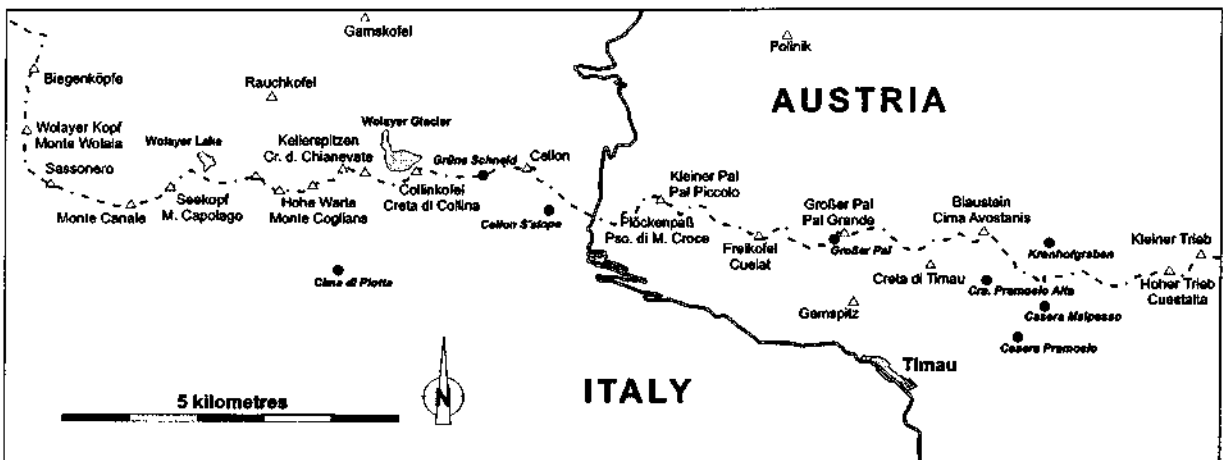 Gamskofel
Polinik
AUSTRIA
Biegenköpfe
Rauchkofel
Wolayer Kopf
Monte Wolaia
Wolayer Lake
Kellerspitzen
Cr. d. Chianevate
Wolayer Glacier
Grüne Schneid
Cellon
Sassonero
Monte Canale
Seekopf
M. Capolago
Hohe Warte
Monte Coglians
Collinkofel
Creta di Collina
Cellon S'slope
Kleiner Pal
Pal Piccolo
Plöckenpaß
Pso. di M. Croce
Freikofel
Cuelat
Großer Pal
Pal Grande
Großer Pal
Blaustein
Cima Avostanis
Creta di Timau
Kronhofgraben
Kleiner Trieb
Hoher Trieb
Cuestalta
Cra. Promosio Alta
Casera Malpasso
Casera Promosio
Cima di Plotta
Gamspitz
Timau
ITALY
N
5 kilometres